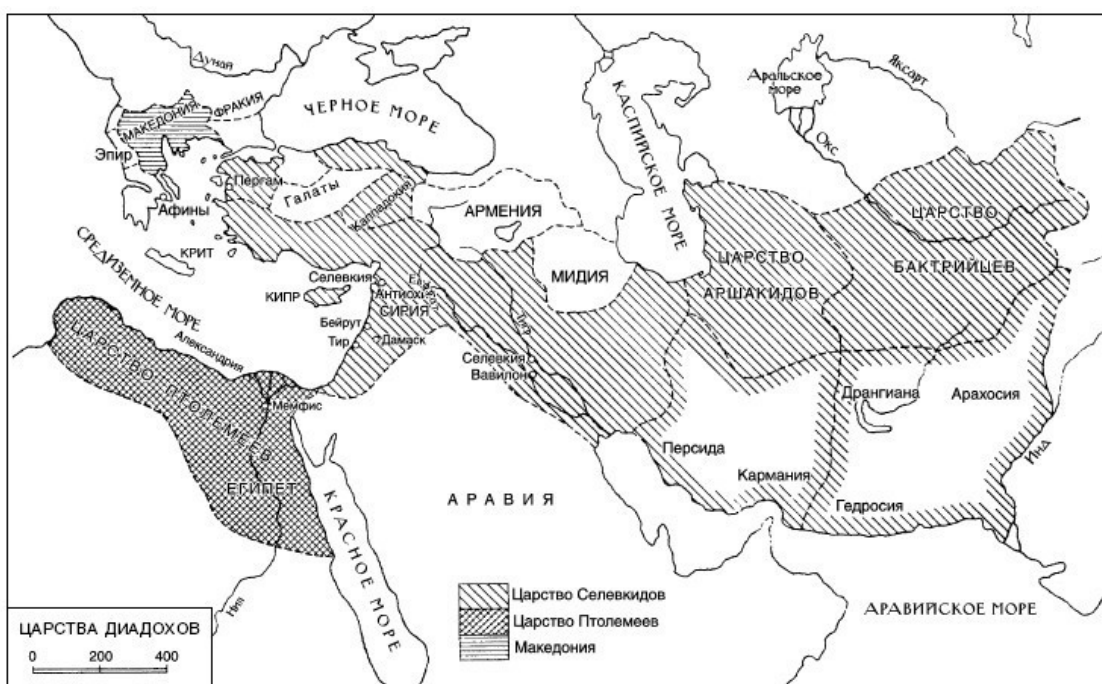 Дунай
ФРАКИЯ
МАКЕДОНИЯ
Эпир
ЧЕРНОЕ МОРЕ
Пергам
Галаты
Каппадокия
Афины
КРИТ
СРЕДИЗЕМНОЕ МОРЕ
АРМЕНИЯ
МИДИЯ
КАСПИЙСКОЕ МОРЕ
Аральское
море
Яксарт
Окс
ЦАРСТВО
БАКТРИЙЦЕВ
ЦАРСТВО
АРШАКИДОВ
Селевкия
Антиохия
Евфрат
КИПР
СИРИЯ
Бейрут
Дамаск
Тир
Тигр
Селевкия
Вавилон
Александрия
Мемфис
ЦАРСТВО ПТОЛЕМЕЕВ
ЕГИПЕТ
Нил
КРАСНОЕ МОРЕ
АРАВИЯ
Персида
Кармания
Дрангиана
Арахосия
Гедросия
Инд
АРАВИЙСКОЕ МОРЕ
Царство Селевкидов
Царство Птолемеев
Македония
ЦАРСТВА ДИАДОХОВ
0 200 400